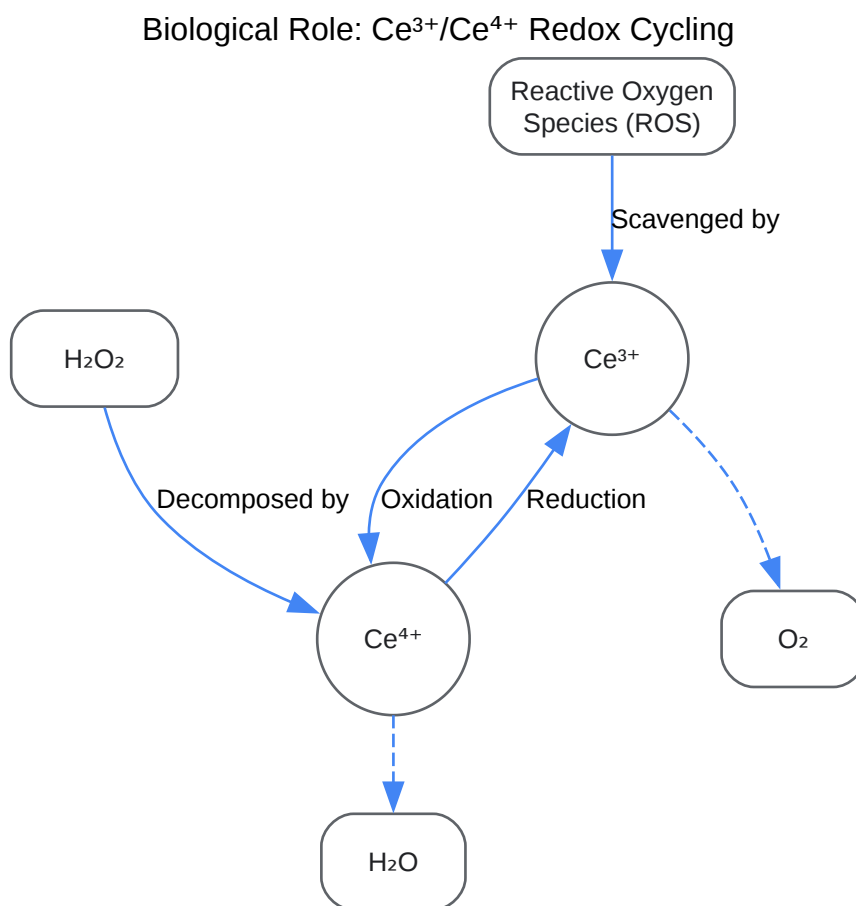 Biological Role: Ce³⁺/Ce⁴⁺ Redox Cycling
Reactive Oxygen
Species (ROS)
Scavenged by
H₂O₂
Ce³⁺
Decomposed by
Oxidation
Reduction
Ce⁴⁺
O₂
H₂O